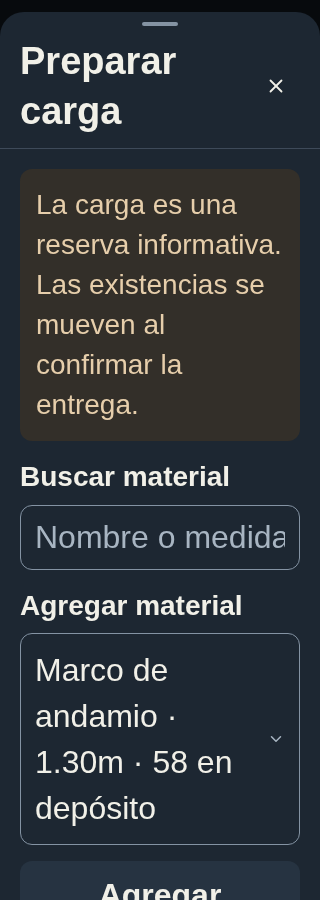 Preparar
carga
La carga es una
reserva informativa.
Las existencias se
mueven al
confirmar la
entrega.
Buscar material
Nombre o medida
Agregar material
Marco de
andamio ·
1.30m · 58 en
depósito
Agregar